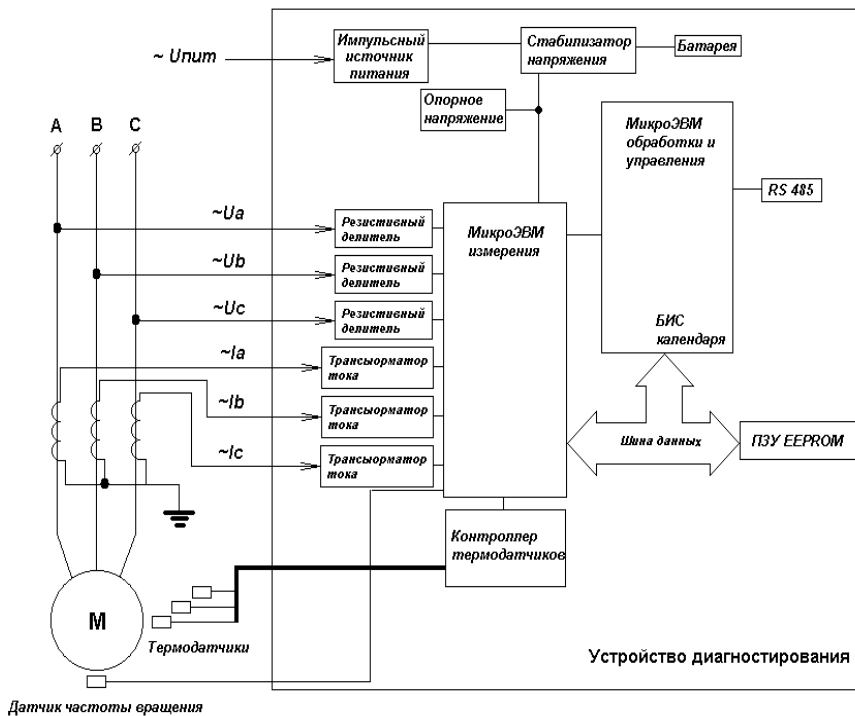 Импульсный
источник
питания
Стабилизатор
напряжения
Батарея
~ Uпит
Опорное
напряжение
A B C
МикроЭВМ
обработки и
управления
RS 485
~Ua
Резистивный
делитель
МикроЭВМ
измерения
~Ub
Резистивный
делитель
~Uc
Резистивный
делитель
БИС
календаря
~Ia
Трансыорматор
тока
~Ib
Трансыорматор
тока
Шина данных
ПЗУ EEPROM
~Ic
Трансыорматор
тока
Контроллер
термодатчиков
M
Термодатчики
Устройство диагностирования
Датчик частоты вращения